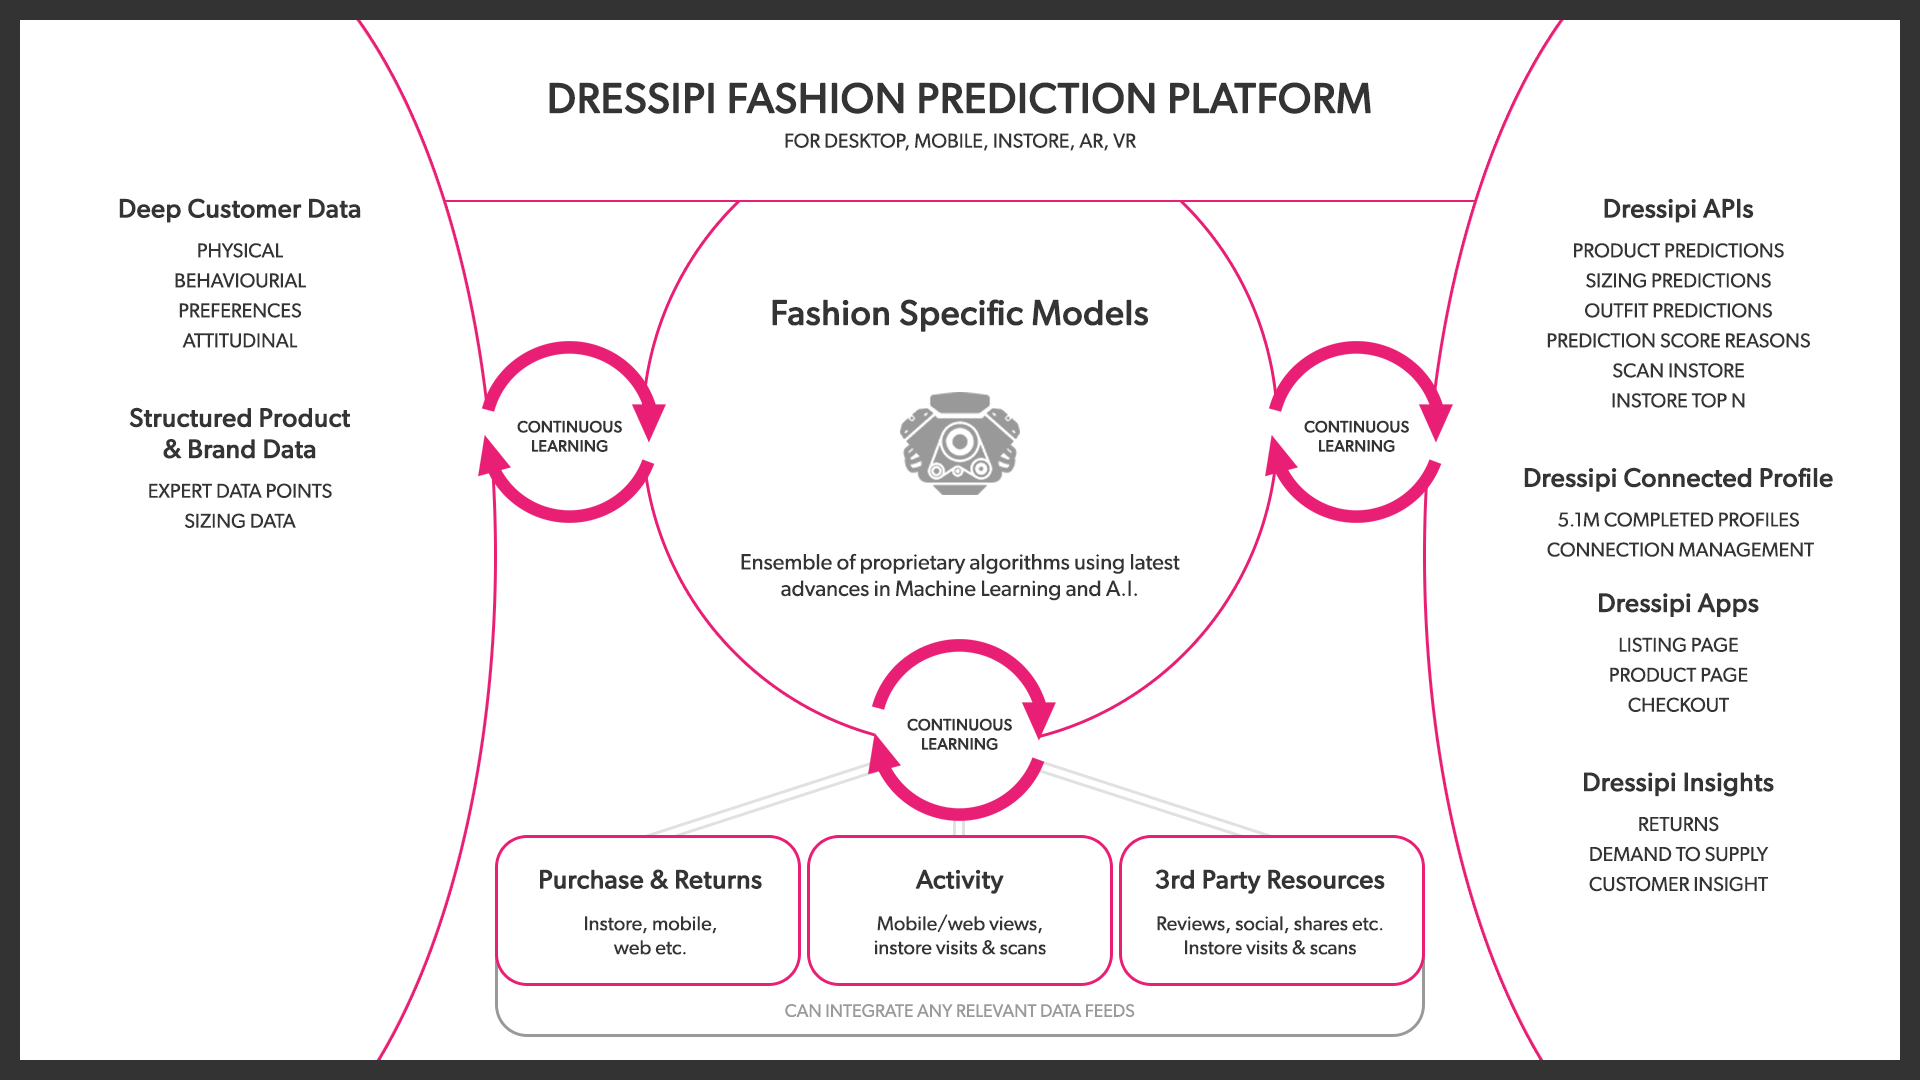 DRESSIPI FASHION PREDICTION PLATFORM
FOR DESKTOP, MOBILE, INSTORE, AR, VR
Deep Customer Data
PHYSICAL
BEHAVIOURIAL
PREFERENCES
ATTITUDINAL
Structured Product
& Brand Data
EXPERT DATA POINTS
SIZING DATA
CONTINUOUS
LEARNING
Fashion Specific Models
Ensemble of proprietary algorithms using latest
advances in Machine Learning and A.I.
CONTINUOUS
LEARNING
CONTINUOUS
LEARNING
Purchase & Returns
Instore, mobile,
web etc.
Activity
Mobile/web views,
instore visits & scans
3rd Party Resources
Reviews, social, shares etc.
Instore visits & scans
CAN INTEGRATE ANY RELEVANT DATA FEEDS
Dressipi APIs
PRODUCT PREDICTIONS
SIZING PREDICTIONS
OUTFIT PREDICTIONS
PREDICTION SCORE REASONS
SCAN INSTORE
INSTORE TOP N
Dressipi Connected Profile
5.1M COMPLETED PROFILES
CONNECTION MANAGEMENT
Dressipi Apps
LISTING PAGE
PRODUCT PAGE
CHECKOUT
Dressipi Insights
RETURNS
DEMAND TO SUPPLY
CUSTOMER INSIGHT